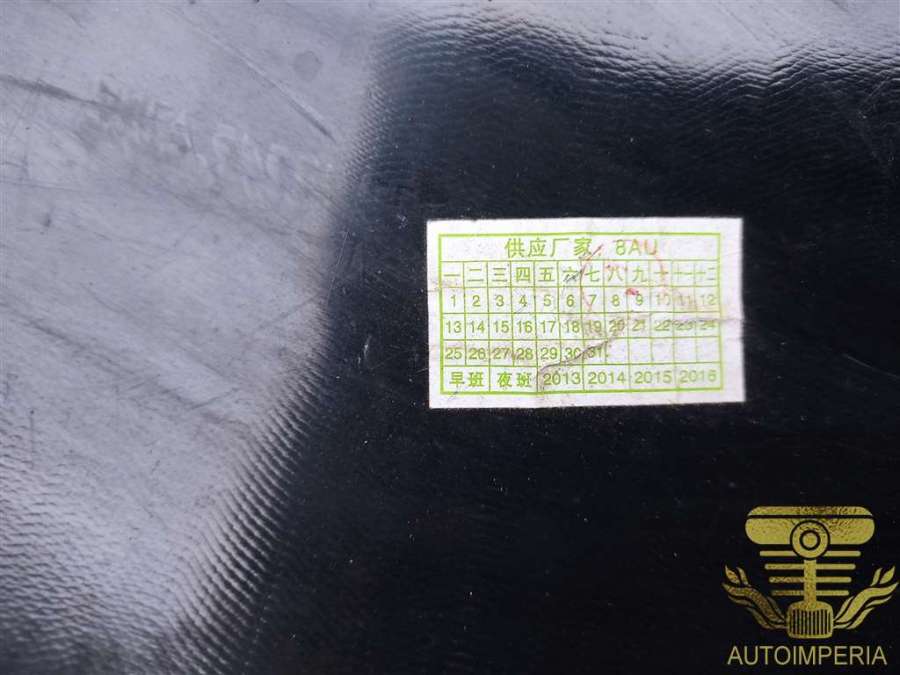 供应厂家 8AU
一 二 三 四 五 六 七 八 九 十 十一 十二
1 2 3 4 5 6 7 8 9 10 11 12
13 14 15 16 17 18 19 20 21 22 23 24
25 26 27 28 29 30 31
早班 夜班 2013 2014 2015 2016
AUTOIMPERIA